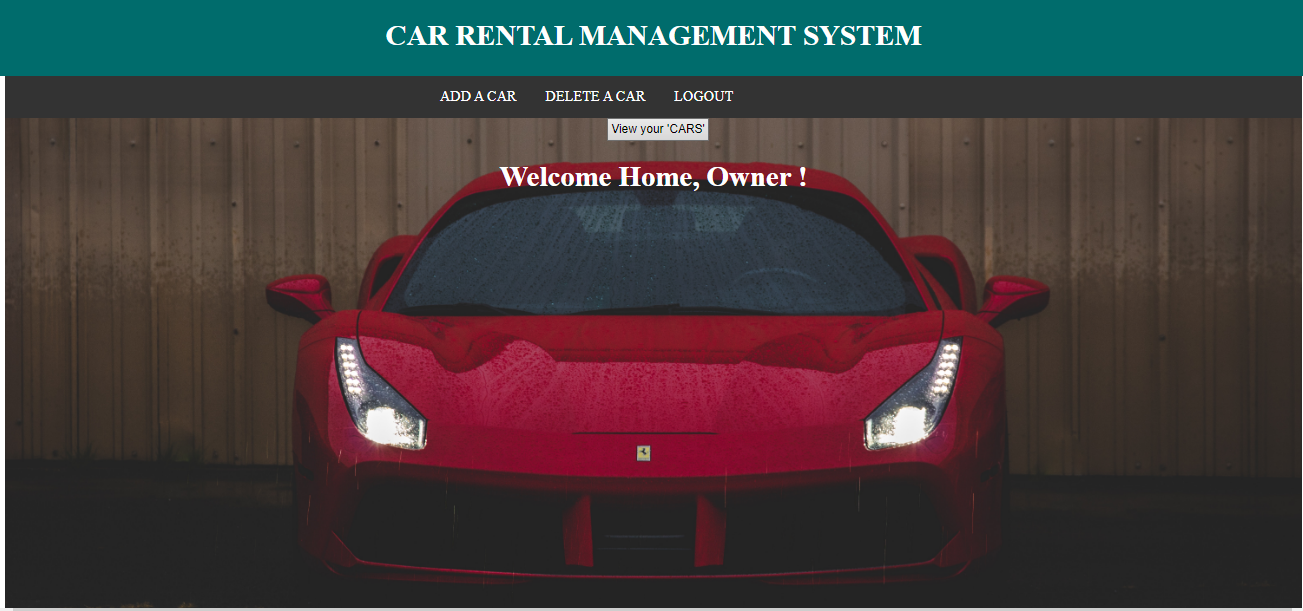 CAR RENTAL MANAGEMENT SYSTEM
ADD A CAR DELETE A CAR LOGOUT
View your 'CARS'
Welcome Home, Owner !